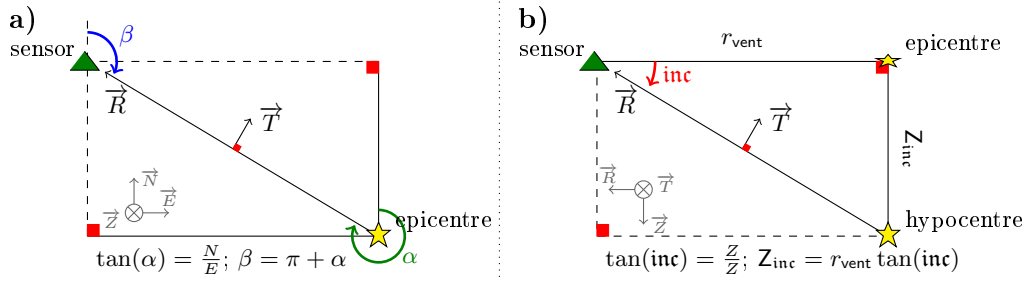 a)
sensor
β
R
T
N
E
Z
epicentre
α
tan(α) = N/E; β = π + α
b)
sensor
r_vent
epicentre
inc
R
T
Z_inc
R
T
Z
hypocentre
tan(inc) = Z/Z; Z_inc = r_vent tan(inc)